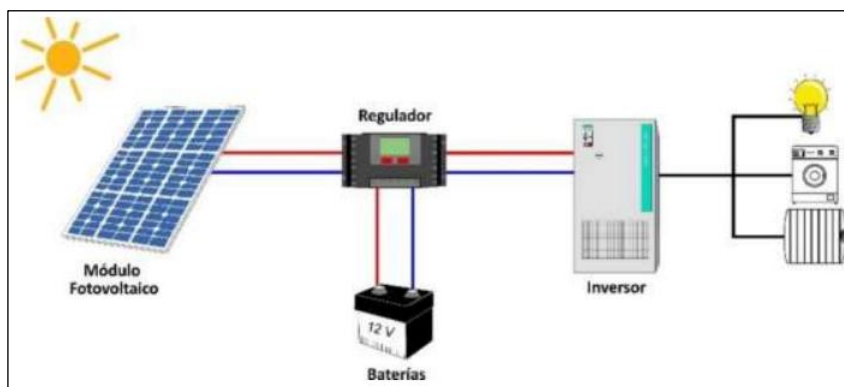 Regulador
Módulo
Fotovoltaico
Inversor
12 V
Baterías